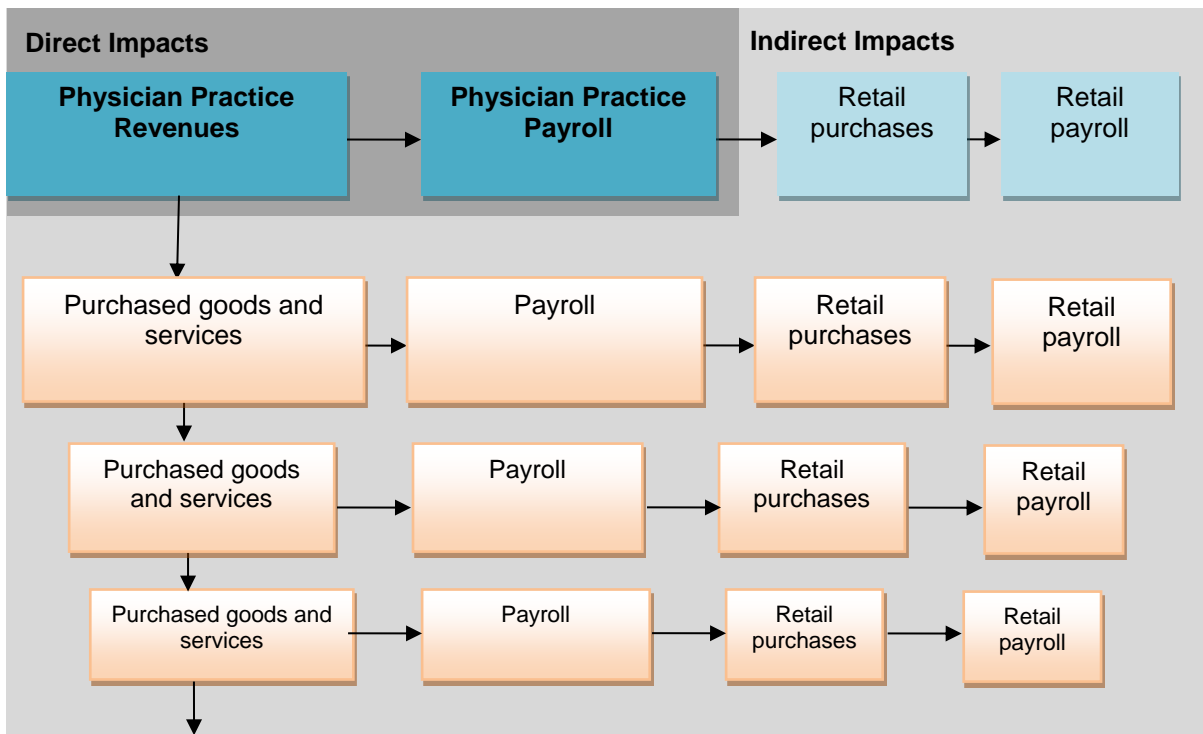 Direct Impacts
Indirect Impacts
Physician Practice
Revenues
Physician Practice
Payroll
Retail
purchases
Retail
payroll
Purchased goods and
services
Payroll
Retail
purchases
Retail
payroll
Purchased goods
and services
Payroll
Retail
purchases
Retail
payroll
Purchased goods and
services
Payroll
Retail
purchases
Retail
payroll